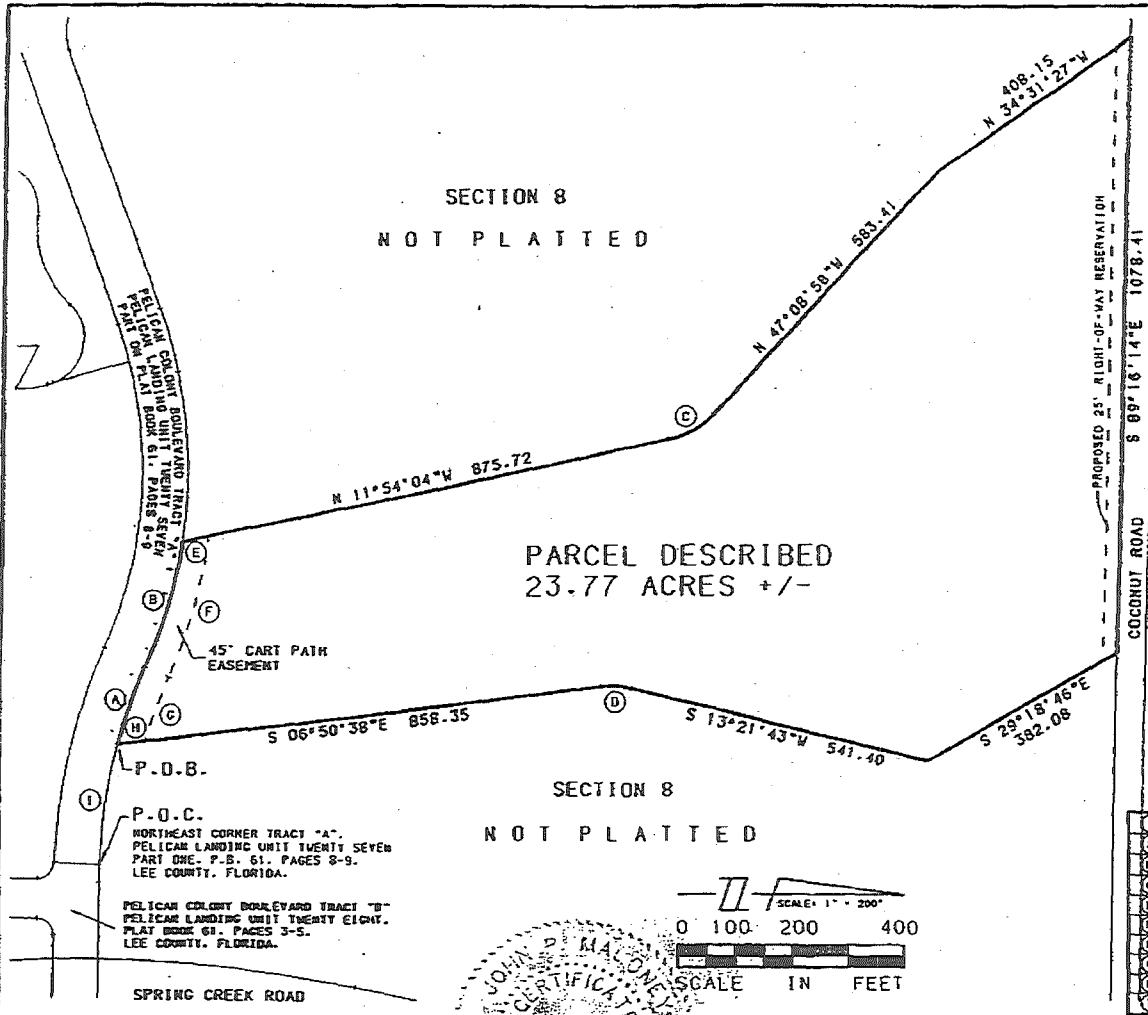 SECTION 8
NOT PLATTED
408.15
N 34°31'27"W
N 47°08'58"W 583.41
PROPOSED 25' RIGHT-OF-WAY RESERVATION
S 89°16'14"E 1078.41
COCONUT ROAD
PELICAN COLONY BOULEVARD TRACT "A"
PELICAN LANDING UNIT TWENTY SEVEN
PART ON PLAT BOOK 61. PAGES 8-9
C
N 11°54'04"W 875.72
E
PARCEL DESCRIBED
23.77 ACRES +/-
B
F
45' CART PATH
EASEMENT
A
H
G
S 06°50'38"E 858.35
D
S 13°21'43"W 541.40
S 29°18'46"E
382.08
P.O.B.
I
P.O.C.
NORTHEAST CORNER TRACT "A".
PELICAN LANDING UNIT TWENTY SEVEN
PART ONE. P.B. 61. PAGES 8-9.
LEE COUNTY. FLORIDA.
SECTION 8
NOT PLATTED
PELICAN COLONY BOULEVARD TRACT "B"
PELICAN LANDING UNIT TWENTY EIGHT.
PLAT BOOK 61. PAGES 3-5.
LEE COUNTY. FLORIDA.
SCALE: 1" = 200'
0 100 200 400
SCALE IN FEET
JOHN P. MALONEY
CERTIFICAT
SPRING CREEK ROAD